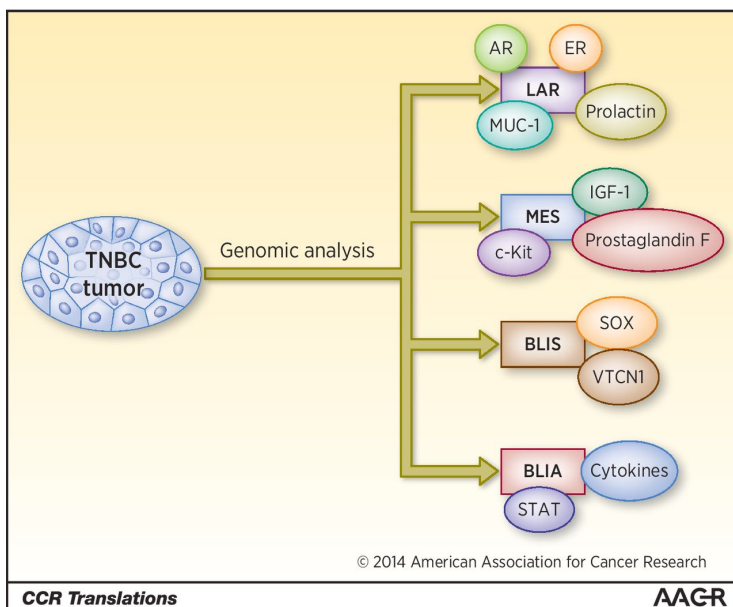 AR
ER
LAR
MUC-1
Prolactin
IGF-1
MES
c-Kit
Prostaglandin F
TNBC
tumor
Genomic analysis
SOX
BLIS
VTCN1
BLIA
Cytokines
STAT
© 2014 American Association for Cancer Research
CCR Translations
AACR